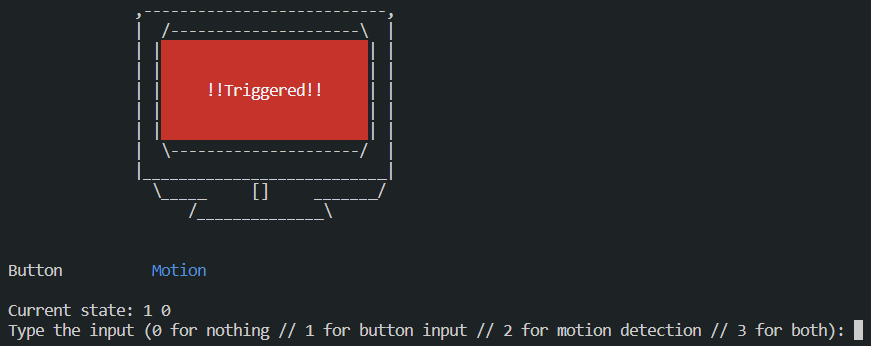 !!Triggered!!
Button Motion
Current state: 1 0
Type the input (0 for nothing // 1 for button input // 2 for motion detection // 3 for both):